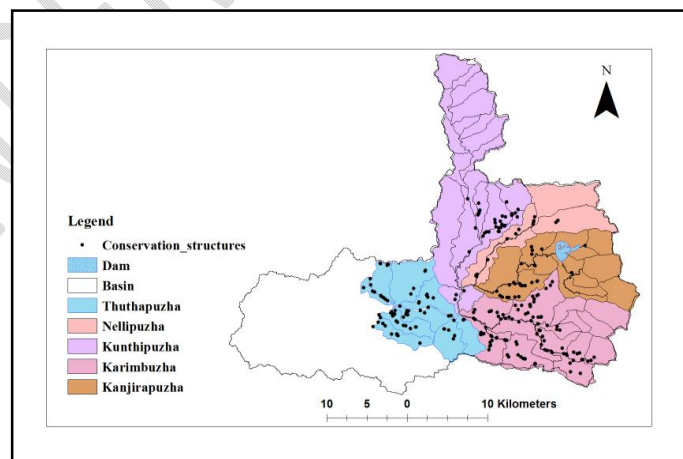 N
Legend
Conservation_structures
Dam
Basin
Thuthapuzha
Nellipuzha
Kunthipuzha
Karimbuzha
Kanjirapuzha
10 5 0 10 Kilometers